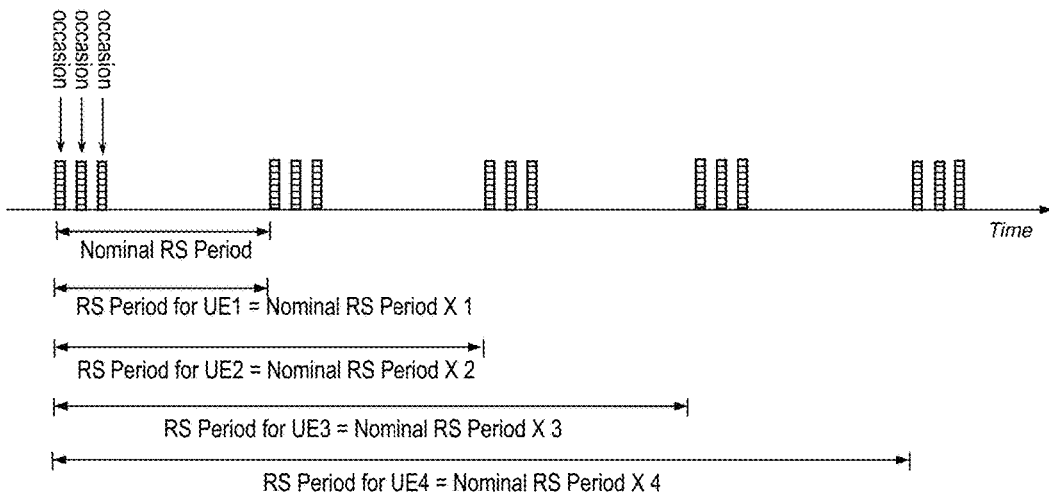 occasion
occasion
occasion
Time
Nominal RS Period
RS Period for UE1 = Nominal RS Period X 1
RS Period for UE2 = Nominal RS Period X 2
RS Period for UE3 = Nominal RS Period X 3
RS Period for UE4 = Nominal RS Period X 4